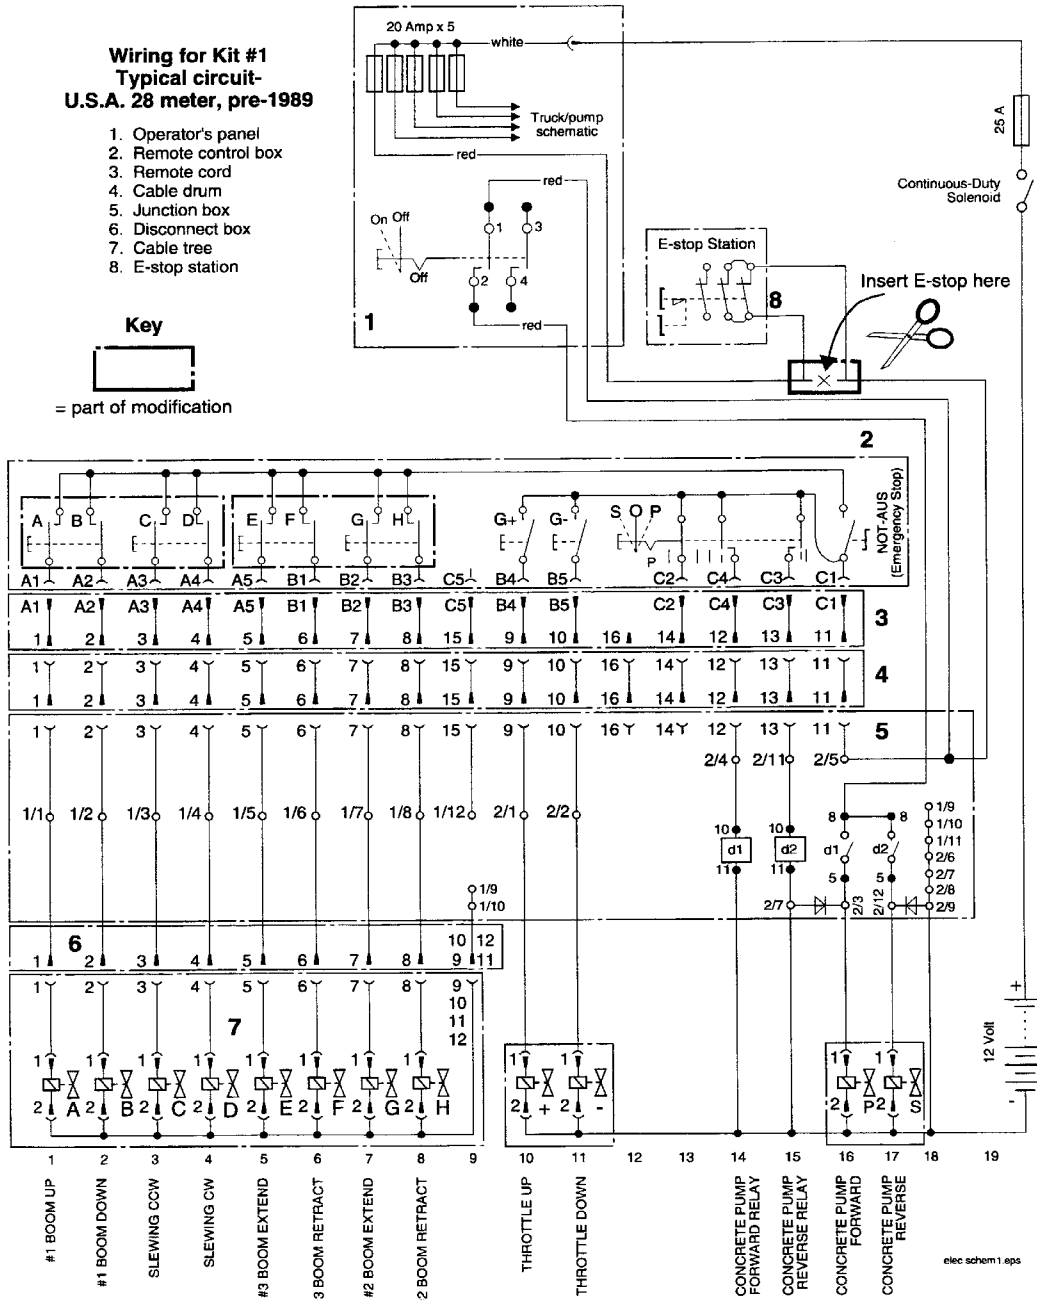 Wiring for Kit #1
Typical circuit-
U.S.A. 28 meter, pre-1989
1. Operator's panel
2. Remote control box
3. Remote cord
4. Cable drum
5. Junction box
6. Disconnect box
7. Cable tree
8. E-stop station
Key
= part of modification
20 Amp x 5
white
Truck/pump
schematic
red
red
On Off
Off
1 3
2 4
red
1
25 A
Continuous-Duty
Solenoid
E-stop Station
8
Insert E-stop here
2
A B C D E F G H G+ G- S O P
P
NOT-AUS
(Emergency Stop)
A1 A2 A3 A4 A5 B1 B2 B3 C5 B4 B5 C2 C4 C3 C1
A1 A2 A3 A4 A5 B1 B2 B3 C5 B4 B5 C2 C4 C3 C1
3
1 2 3 4 5 6 7 8 15 9 10 16 14 12 13 11
1 2 3 4 5 6 7 8 15 9 10 16 14 12 13 11
4
1 2 3 4 5 6 7 8 15 9 10 16 14 12 13 11
1 2 3 4 5 6 7 8 15 9 10 16 14 12 13 11
5
2/4 2/11 2/5
1/1 1/2 1/3 1/4 1/5 1/6 1/7 1/8 1/12 2/1 2/2
10 10 8 8
d1 d2 d1 d2
11 11 5 5
1/9
1/10
1/11
2/6
2/7
2/8
2/9
2/7 2/3 2/12
1/9
1/10
6
10 12
1 2 3 4 5 6 7 8 9 11
1 2 3 4 5 6 7 8 9
10
11
12
7
1 1 1 1 1 1 1 1 1 1 1 1
A B C D E F G H + - P S
2 2 2 2 2 2 2 2 2 2 2 2
+
12 Volt
-
1 2 3 4 5 6 7 8 9 10 11 12 13 14 15 16 17 18 19
#1 BOOM UP
#1 BOOM DOWN
SLEWING CCW
SLEWING CW
#3 BOOM EXTEND
3 BOOM RETRACT
#2 BOOM EXTEND
2 BOOM RETRACT
THROTTLE UP
THROTTLE DOWN
CONCRETE PUMP
FORWARD RELAY
CONCRETE PUMP
REVERSE RELAY
CONCRETE PUMP
FORWARD
CONCRETE PUMP
REVERSE
elec schem1.eps